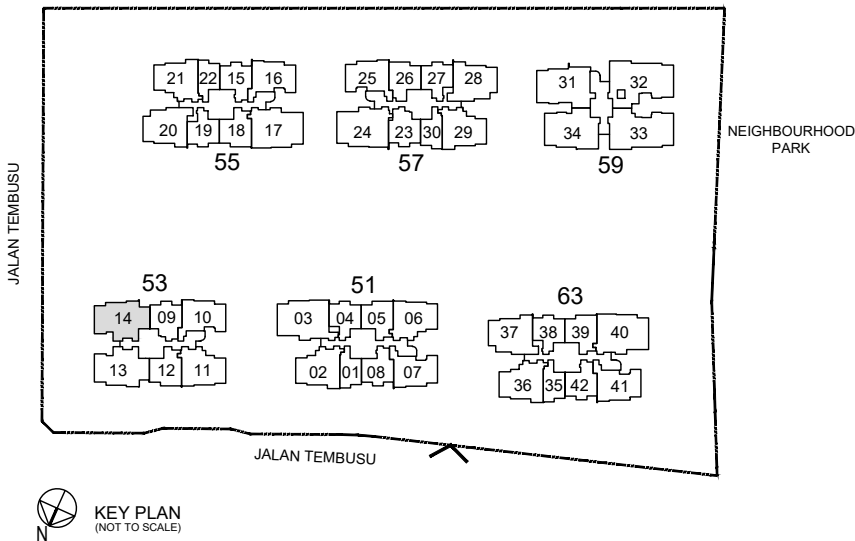 21 22 15 16
25 26 27 28
31 32
20 19 18 17
24 23 30 29
34 33
55
57
59
NEIGHBOURHOOD
PARK
JALAN TEMBUSU
53
51
63
14 09 10
03 04 05 06
37 38 39 40
13 12 11
02 01 08 07
36 35 42 41
JALAN TEMBUSU
KEY PLAN
(NOT TO SCALE)
N